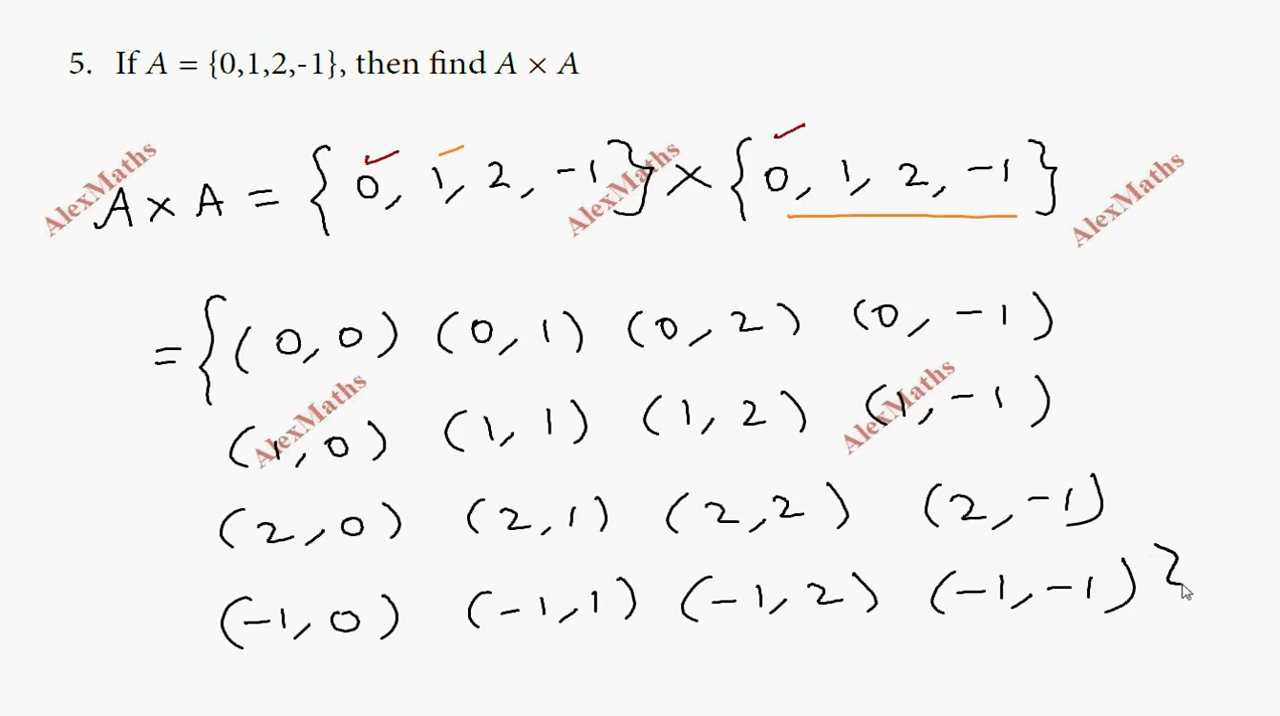 5. If A = {0,1,2,-1}, then find A × A
A × A = { 0, 1, 2, -1 } × { 0, 1, 2, -1 }
= { (0, 0) (0, 1) (0, 2) (0, -1)
(1, 0) (1, 1) (1, 2) (1, -1)
(2, 0) (2, 1) (2, 2) (2, -1)
(-1, 0) (-1, 1) (-1, 2) (-1, -1) }
AlexMaths
AlexMaths
AlexMaths
AlexMaths
AlexMaths